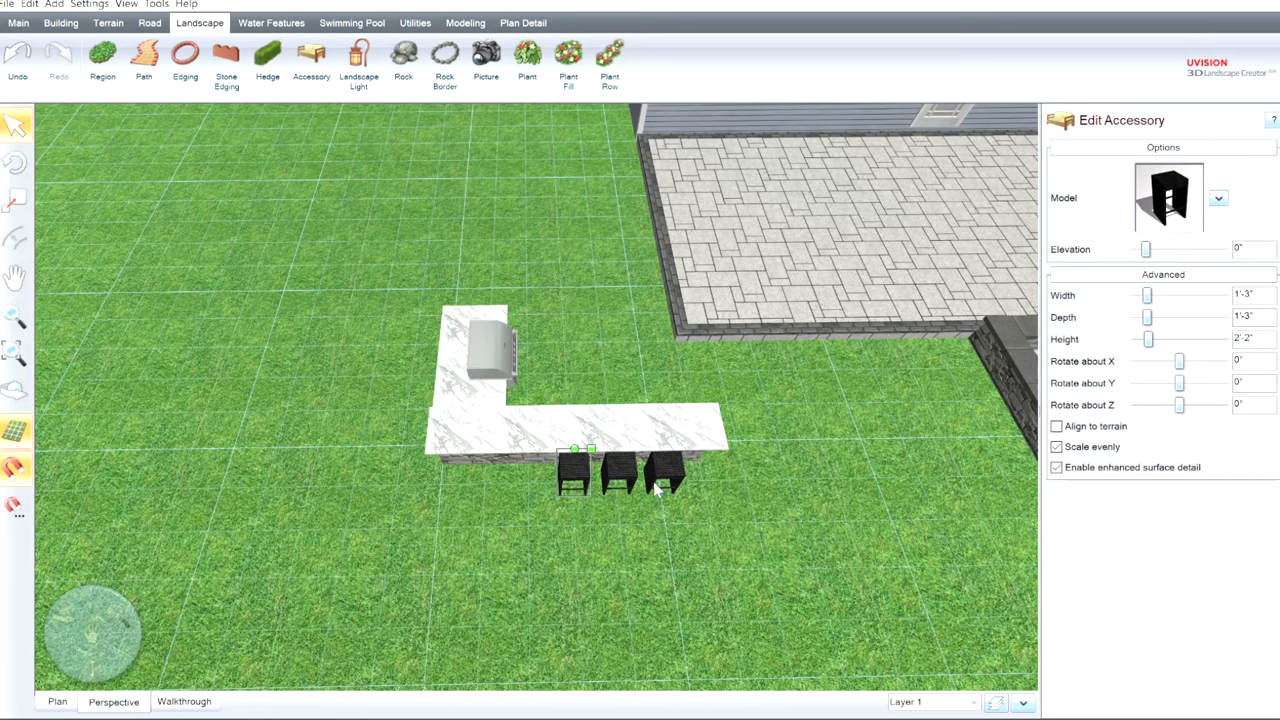 File Edit Add Settings View Tools Help
Main Building Terrain Road Landscape Water Features Swimming Pool Utilities Modeling Plan Detail
Undo Redo Region Path Edging Stone Edging Hedge Accessory Landscape Light Rock Rock Border Picture Plant Plant Fill Plant Row
UVISION
3D Landscape Creator
Edit Accessory
?
Options
Model
Elevation 0"
Advanced
Width 1'-3"
Depth 1'-3"
Height 2'-2"
Rotate about X 0°
Rotate about Y 0°
Rotate about Z 0°
Align to terrain
Scale evenly
Enable enhanced surface detail
Plan Perspective Walkthrough
Layer 1